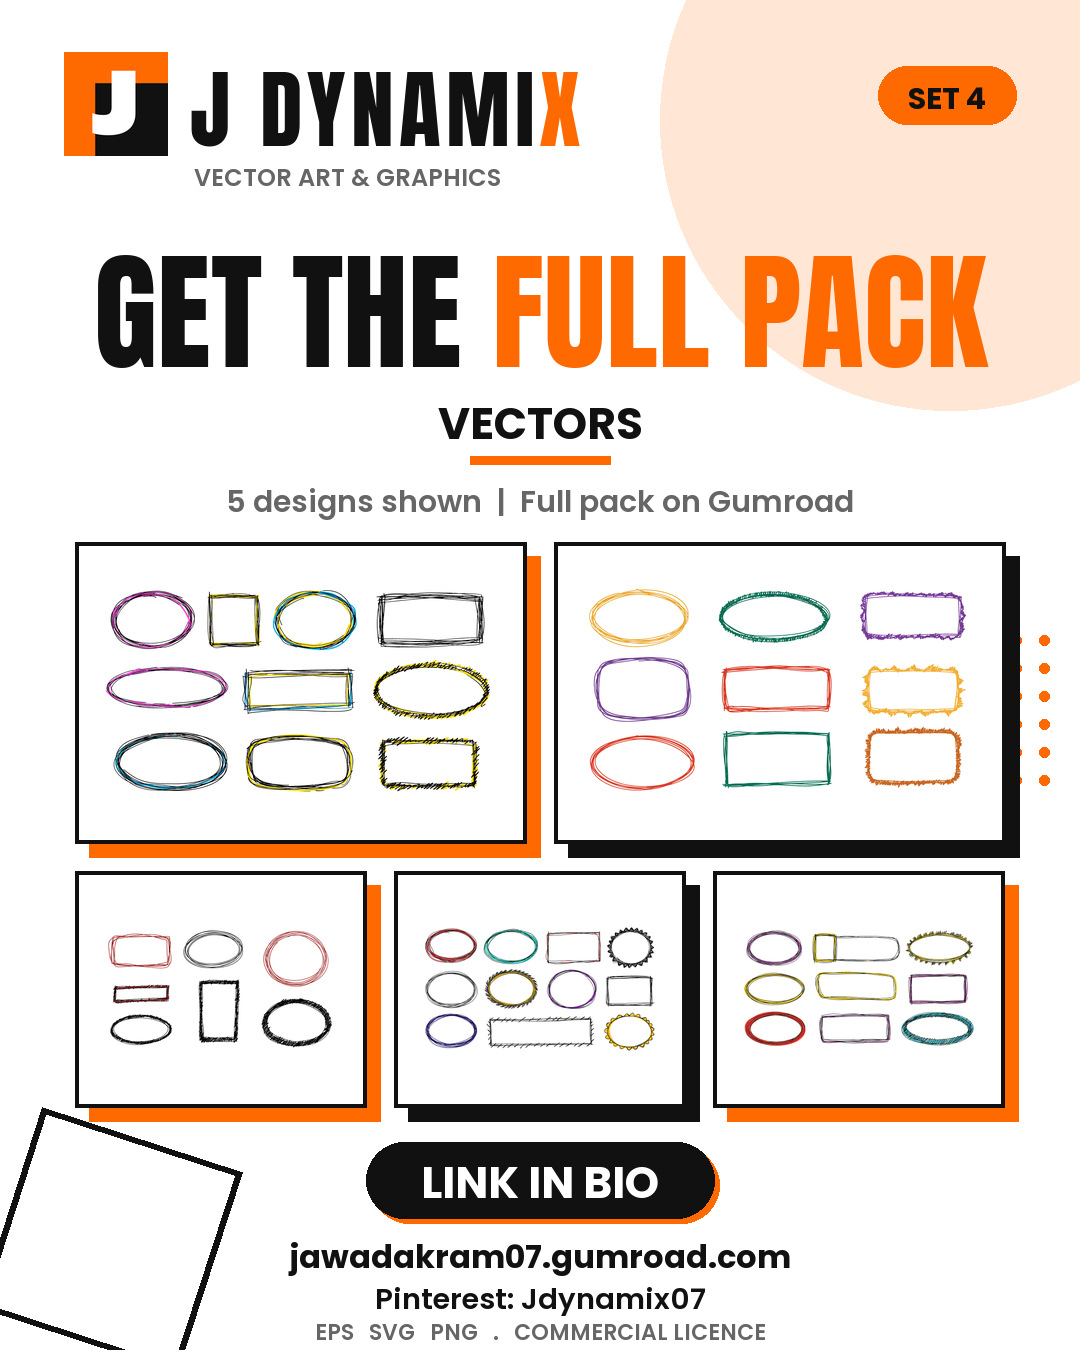 J
J DYNAMIX
VECTOR ART & GRAPHICS
SET 4
GET THE FULL PACK
VECTORS
5 designs shown | Full pack on Gumroad
LINK IN BIO
jawadakram07.gumroad.com
Pinterest: Jdynamix07
EPS SVG PNG . COMMERCIAL LICENCE